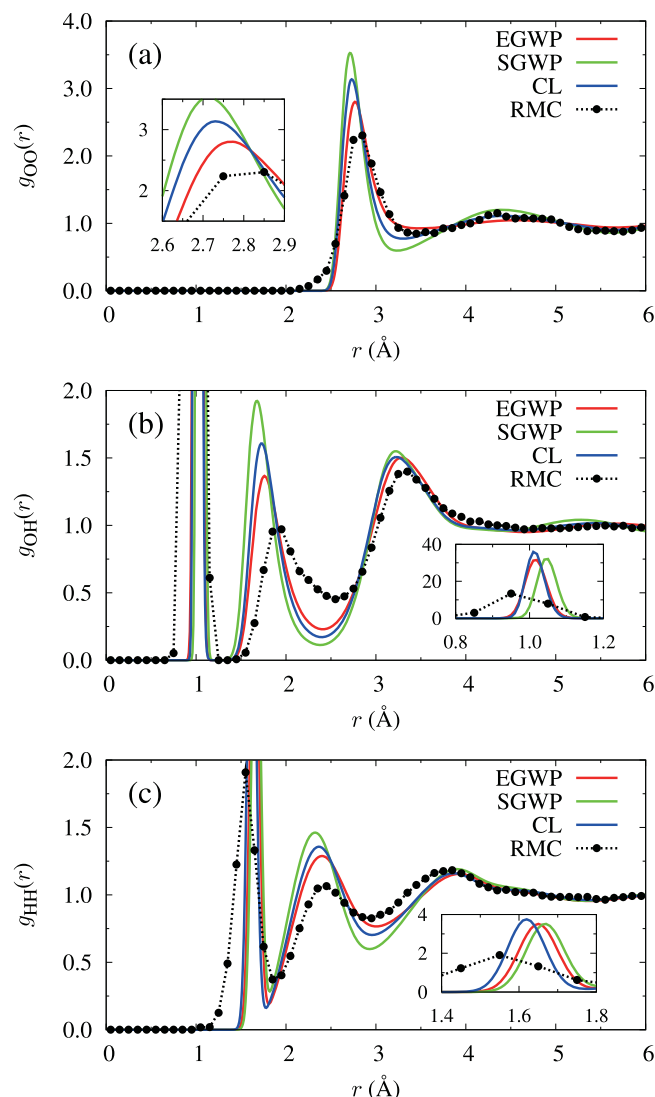 (a)
EGWP
SGWP
CL
RMC
g_OO(r)
4.0
3.0
2.0
1.0
0.0
3
2
2.6 2.7 2.8 2.9
0 1 2 3 4 5 6
r (Å)
(b)
EGWP
SGWP
CL
RMC
g_OH(r)
2.0
1.5
1.0
0.5
0.0
40
20
0
0.8 1.0 1.2
0 1 2 3 4 5 6
r (Å)
(c)
EGWP
SGWP
CL
RMC
g_HH(r)
2.0
1.5
1.0
0.5
0.0
4
2
0
1.4 1.6 1.8
0 1 2 3 4 5 6
r (Å)